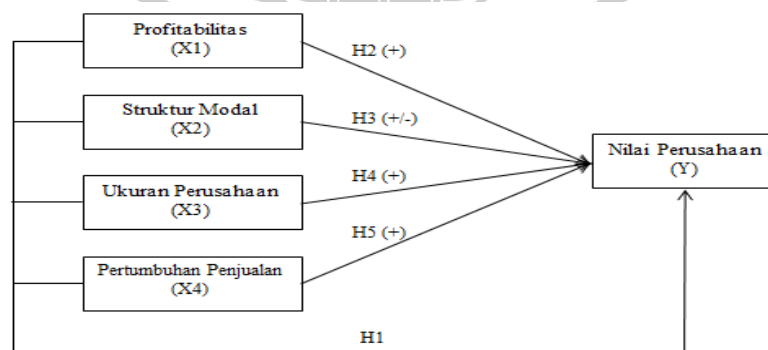 Profitabilitas
(X1)
H2 (+)
Struktur Modal
(X2)
H3 (+/-)
Nilai Perusahaan
(Y)
Ukuran Perusahaan
(X3)
H4 (+)
H5 (+)
Pertumbuhan Penjualan
(X4)
H1